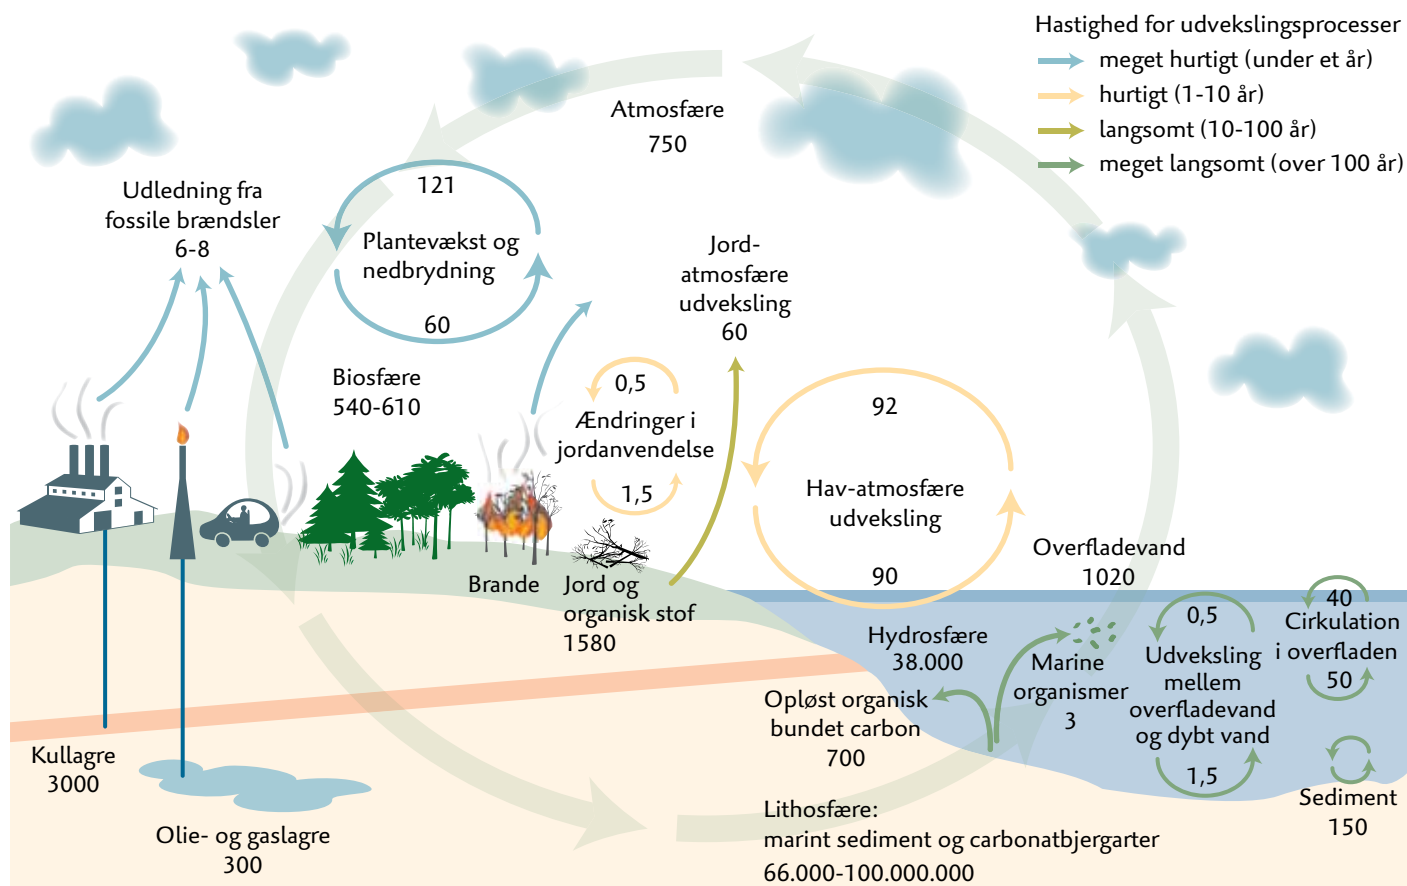 Hastighed for udvekslingsprocesser
meget hurtigt (under et år)
hurtigt (1-10 år)
langsomt (10-100 år)
meget langsomt (over 100 år)
Atmosfære
750
Udledning fra
fossile brændsler
6-8
121
Plantevækst og
nedbrydning
60
Jord-
atmosfære
udveksling
60
Biosfære
540-610
0,5
Ændringer i
jordanvendelse
1,5
92
Hav-atmosfære
udveksling
90
Brande
Jord og
organisk stof
1580
Overfladevand
1020
Hydrosfære
38.000
Marine
organismer
3
0,5
Udveksling
mellem
overfladevand
og dybt vand
1,5
40
Cirkulation
i overfladen
50
Opløst organisk
bundet carbon
700
Kullagre
3000
Olie- og gaslagre
300
Lithosfære:
marint sediment og carbonatbjergarter
66.000-100.000.000
Sediment
150